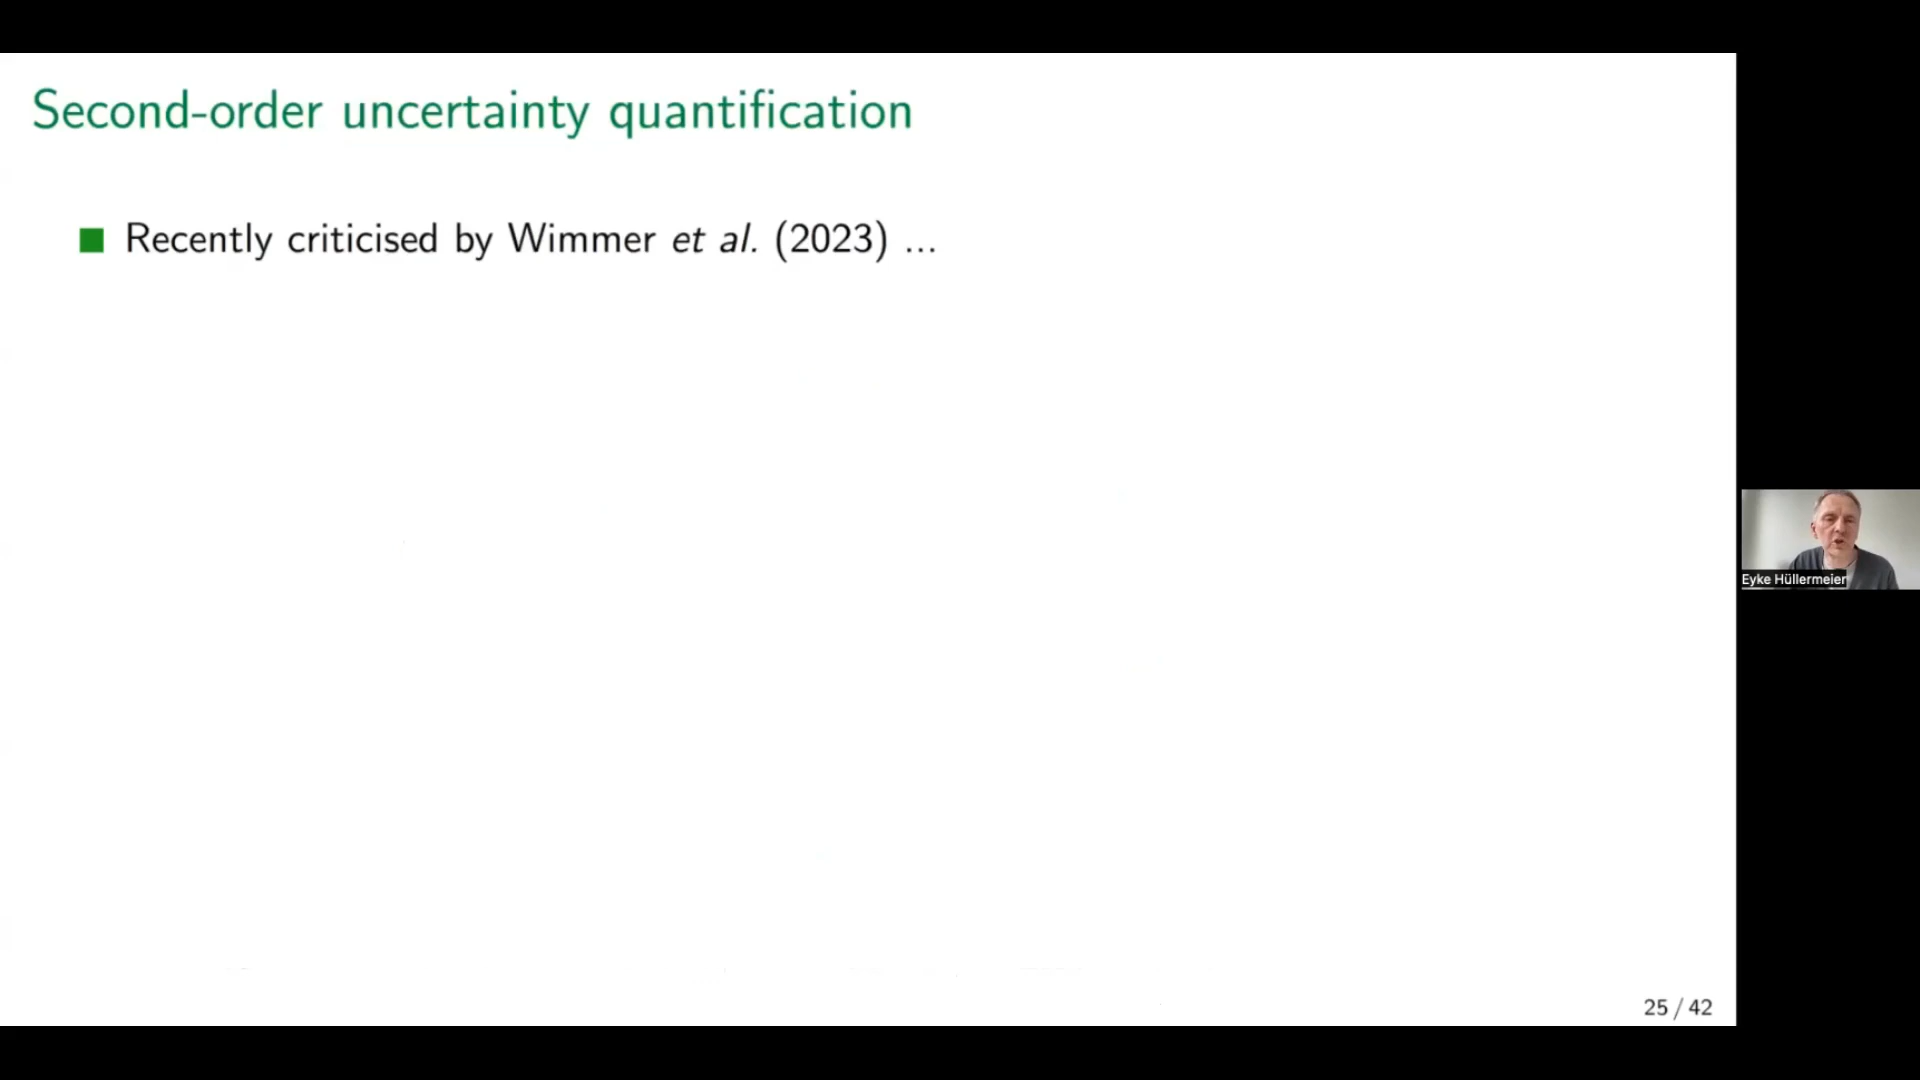 Second-order uncertainty quantification
Recently criticised by Wimmer et al. (2023) ...
Eyke Hüllermeier
25 / 42